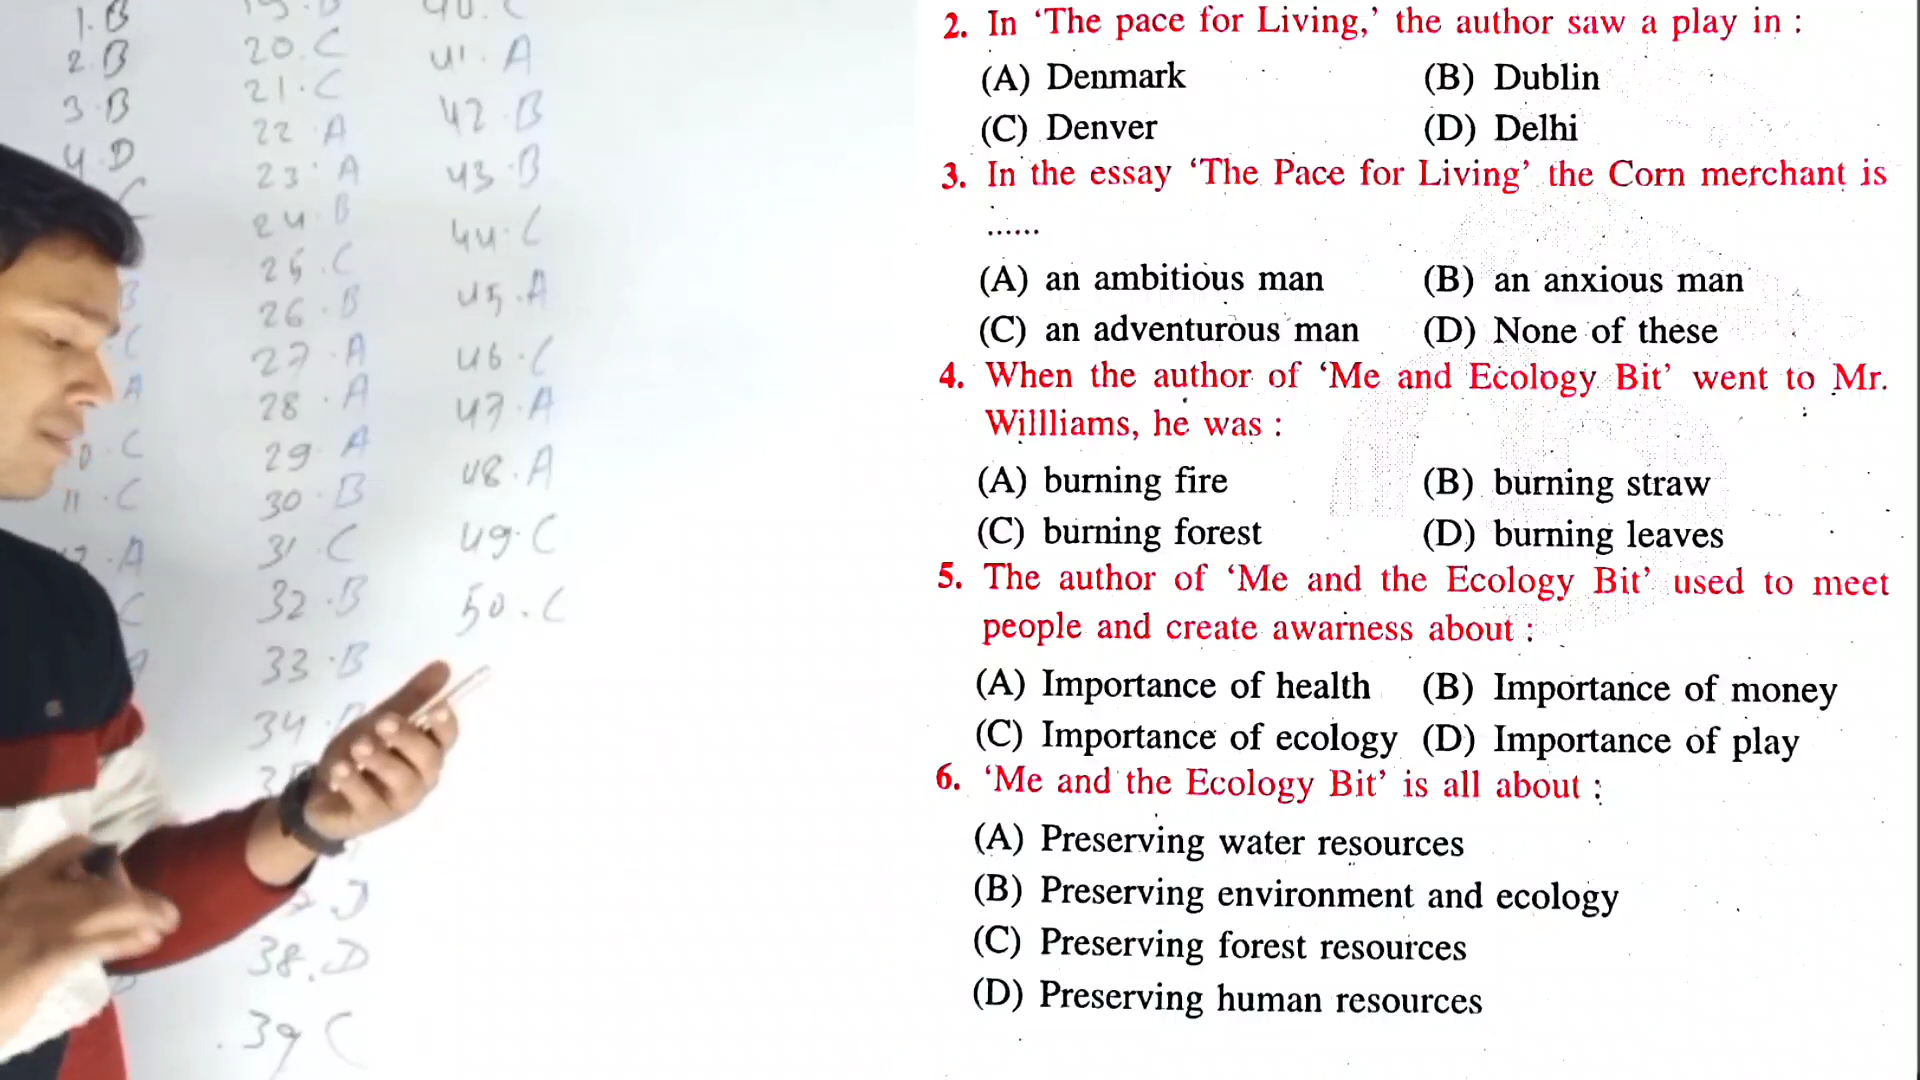 1. B
2. B
3. B
4. D
C
B
C
A
C
11. C
A
C
20. C
21. C
22. A
23. A
24. B
25. C
26. B
27. A
28. A
29. A
30. B
31. C
32. B
33. B
34.
38. D
39 C
40. C
41. A
42. B
43. B
44. C
45. A
46. C
47. A
48. A
49. C
50. C
2. In ‘The pace for Living,’ the author saw a play in :
(A) Denmark (B) Dublin
(C) Denver (D) Delhi
3. In the essay ‘The Pace for Living’ the Corn merchant is
......
(A) an ambitious man (B) an anxious man
(C) an adventurous man (D) None of these
4. When the author of ‘Me and Ecology Bit’ went to Mr.
Willliams, he was :
(A) burning fire (B) burning straw
(C) burning forest (D) burning leaves
5. The author of ‘Me and the Ecology Bit’ used to meet
people and create awarness about :
(A) Importance of health (B) Importance of money
(C) Importance of ecology (D) Importance of play
6. ‘Me and the Ecology Bit’ is all about :
(A) Preserving water resources
(B) Preserving environment and ecology
(C) Preserving forest resources
(D) Preserving human resources